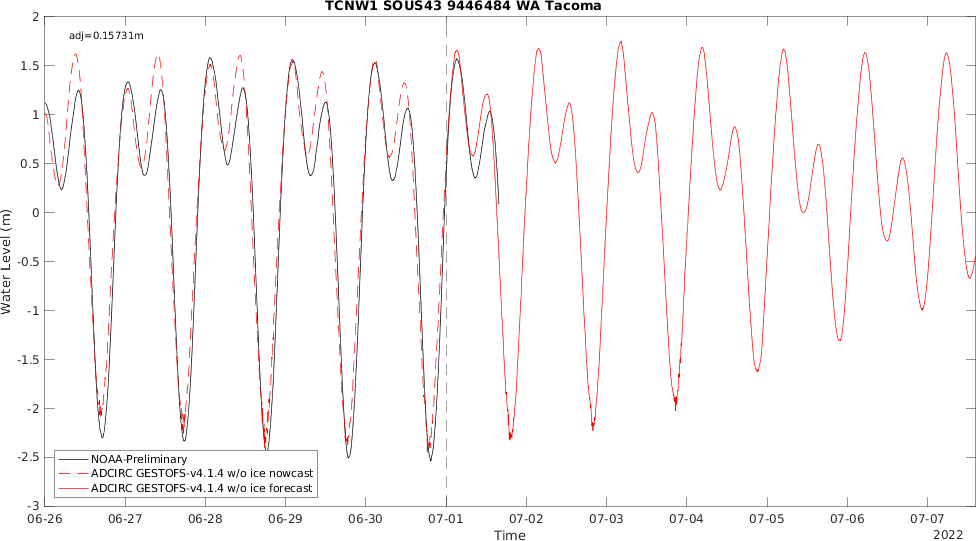 TCNW1 SOUS43 9446484 WA Tacoma
adj=0.15731m
2
1.5
1
0.5
0
-0.5
-1
-1.5
-2
-2.5
-3
Water Level (m)
NOAA-Preliminary
ADCIRC GESTOFS-v4.1.4 w/o ice nowcast
ADCIRC GESTOFS-v4.1.4 w/o ice forecast
06-26 06-27 06-28 06-29 06-30 07-01 07-02 07-03 07-04 07-05 07-06 07-07
Time
2022